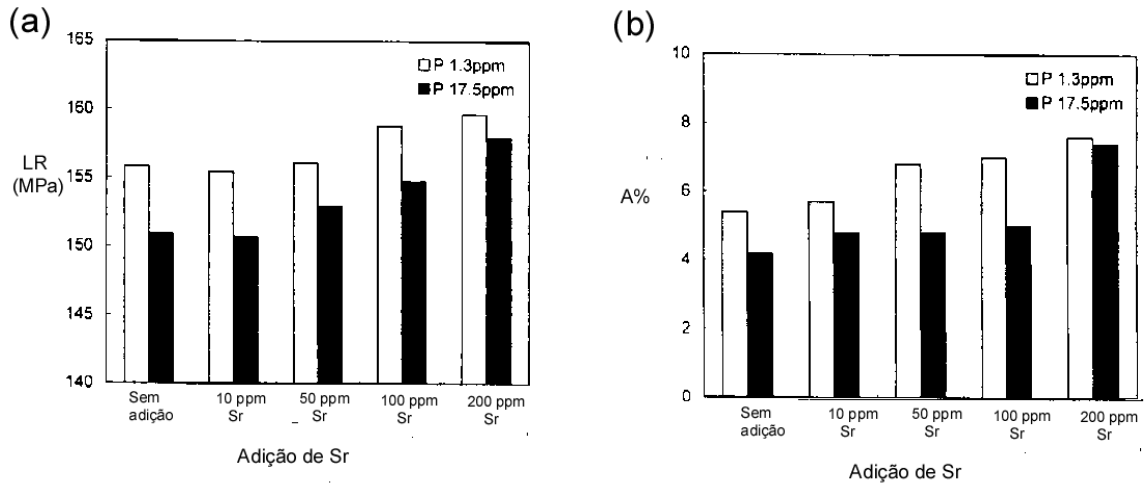 (a)
165
160
155
150
145
140
LR
(MPa)
P 1.3ppm
P 17.5ppm
Sem
adição
10 ppm
Sr
50 ppm
Sr
100 ppm
Sr
200 ppm
Sr
Adição de Sr
(b)
10
8
6
4
2
0
A%
P 1.3ppm
P 17.5ppm
Sem
adição
10 ppm
Sr
50 ppm
Sr
100 ppm
Sr
200 ppm
Sr
Adição de Sr